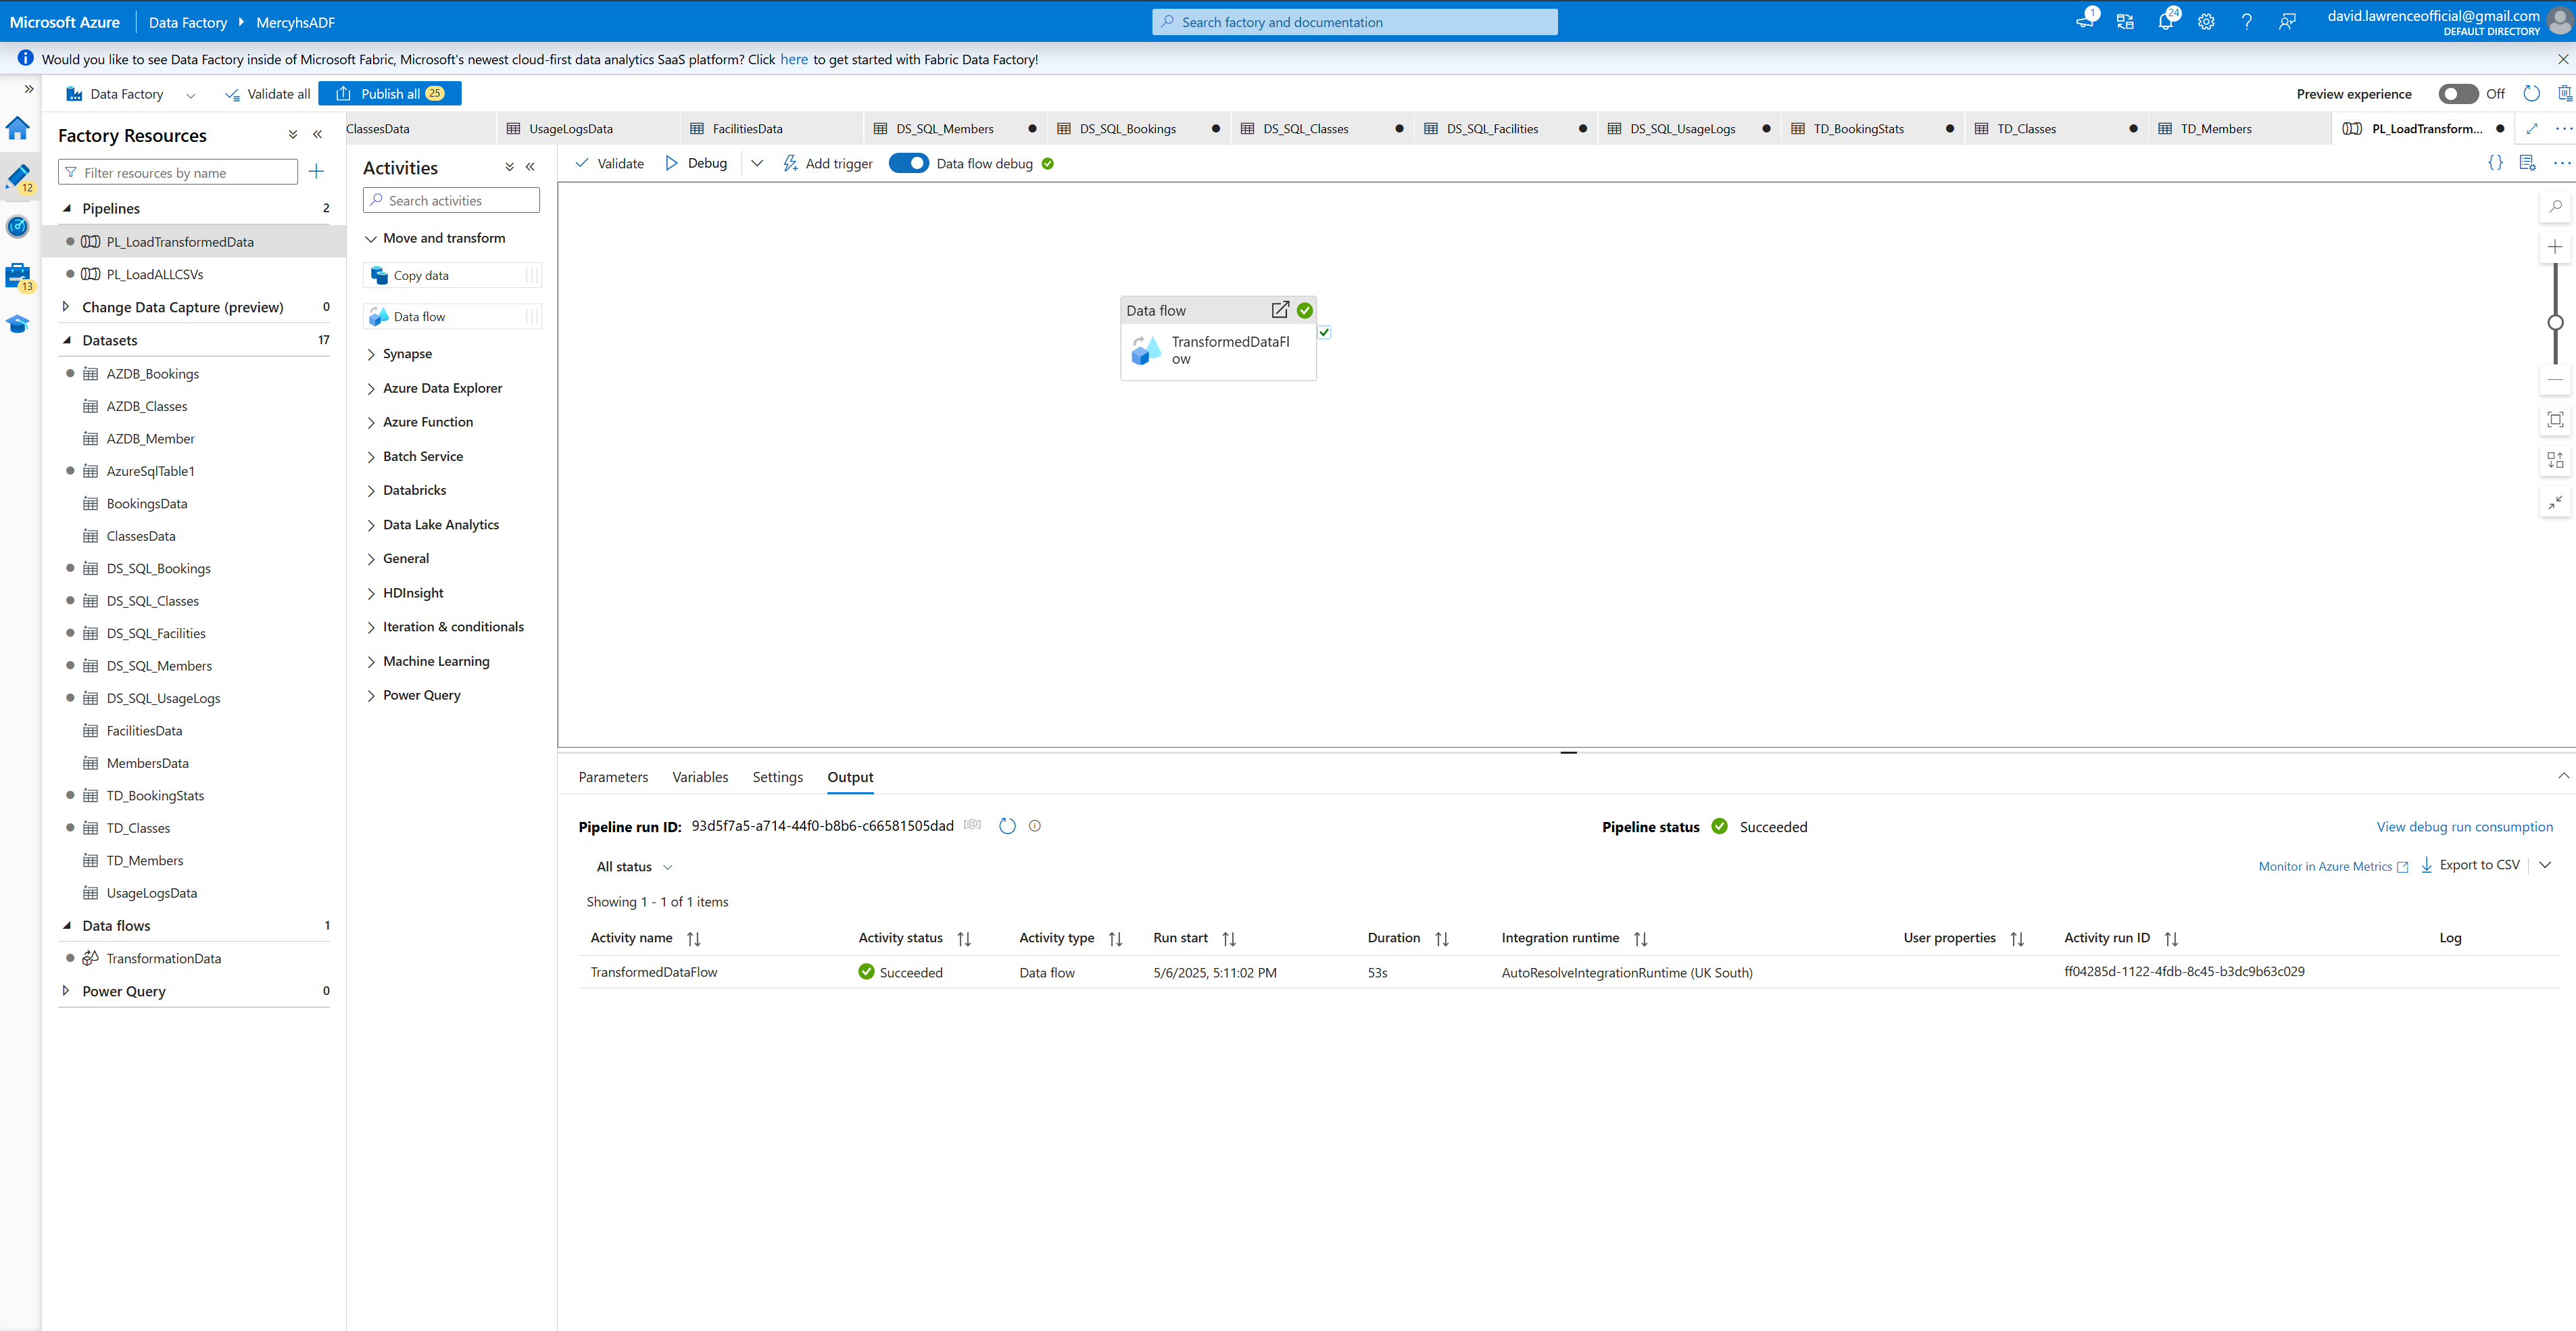 Microsoft Azure
Data Factory
MercyhsADF
Search factory and documentation
1
24
david.lawrenceofficial@gmail.com
DEFAULT DIRECTORY
Would you like to see Data Factory inside of Microsoft Fabric, Microsoft's newest cloud-first data analytics SaaS platform? Click here to get started with Fabric Data Factory!
Data Factory
Validate all
Publish all 25
Preview experience
Off
12
13
Factory Resources
Filter resources by name
Pipelines 2
PL_LoadTransformedData
PL_LoadALLCSVs
Change Data Capture (preview) 0
Datasets 17
AZDB_Bookings
AZDB_Classes
AZDB_Member
AzureSqlTable1
BookingsData
ClassesData
DS_SQL_Bookings
DS_SQL_Classes
DS_SQL_Facilities
DS_SQL_Members
DS_SQL_UsageLogs
FacilitiesData
MembersData
TD_BookingStats
TD_Classes
TD_Members
UsageLogsData
Data flows 1
TransformationData
Power Query 0
ClassesData
UsageLogsData
FacilitiesData
DS_SQL_Members
DS_SQL_Bookings
DS_SQL_Classes
DS_SQL_Facilities
DS_SQL_UsageLogs
TD_BookingStats
TD_Classes
TD_Members
PL_LoadTransform...
Activities
Search activities
Move and transform
Copy data
Data flow
Synapse
Azure Data Explorer
Azure Function
Batch Service
Databricks
Data Lake Analytics
General
HDInsight
Iteration & conditionals
Machine Learning
Power Query
Validate
Debug
Add trigger
Data flow debug
Data flow
TransformedDataFl
ow
Parameters
Variables
Settings
Output
Pipeline run ID: 93d5f7a5-a714-44f0-b8b6-c66581505dad
Pipeline status Succeeded
View debug run consumption
All status
Monitor in Azure Metrics
Export to CSV
Showing 1 - 1 of 1 items
Activity name
Activity status
Activity type
Run start
Duration
Integration runtime
User properties
Activity run ID
Log
TransformedDataFlow
Succeeded
Data flow
5/6/2025, 5:11:02 PM
53s
AutoResolveIntegrationRuntime (UK South)
ff04285d-1122-4fdb-8c45-b3dc9b63c029